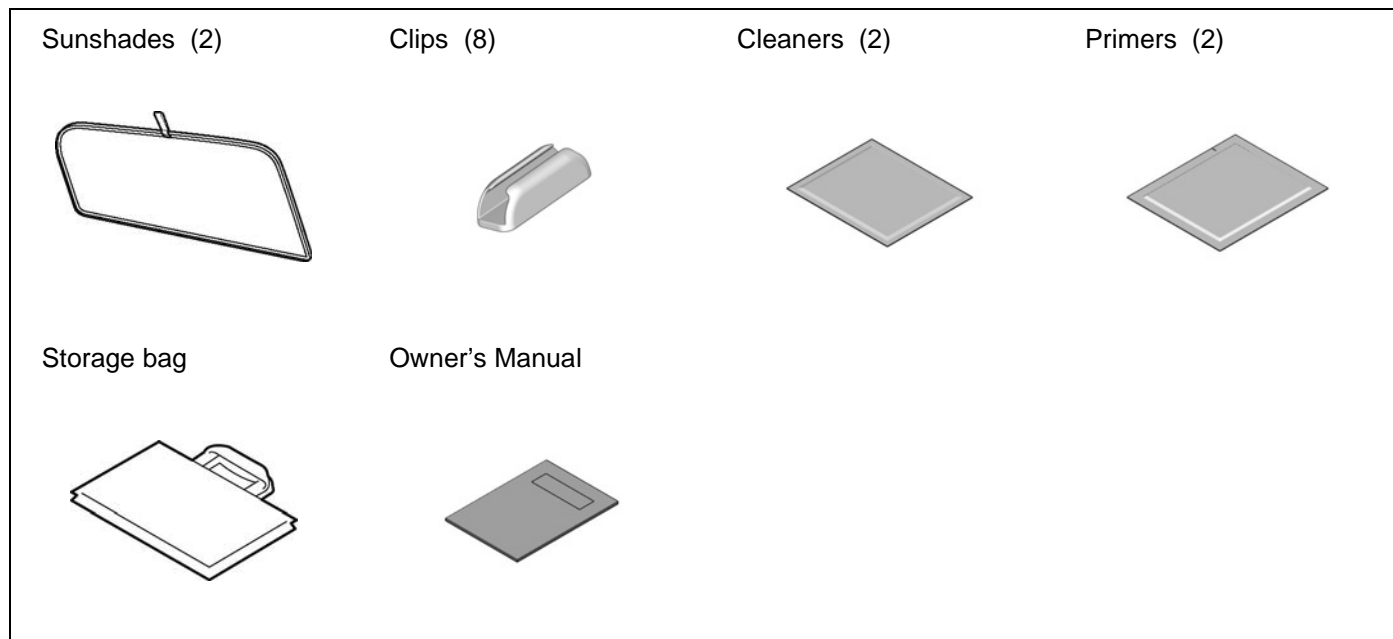 Sunshades (2)
Clips (8)
Cleaners (2)
Primers (2)
Storage bag
Owner’s Manual